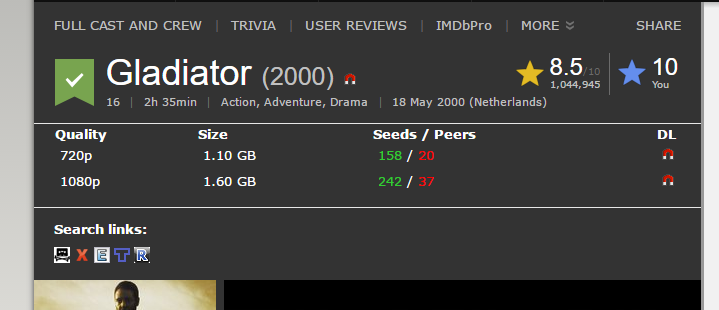 FULL CAST AND CREW | TRIVIA | USER REVIEWS | IMDbPro | MORE SHARE
Gladiator (2000) 8.5/10 10
1,044,945 You
16 | 2h 35min | Action, Adventure, Drama | 18 May 2000 (Netherlands)
Quality Size Seeds / Peers DL
720p 1.10 GB 158 / 20
1080p 1.60 GB 242 / 37
Search links:
X E T R